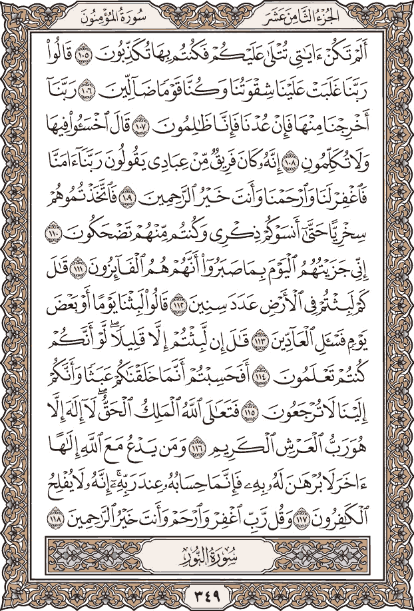 الجزء الثامن عشر
سورة المؤمنون
أَلَمْ تَكُنْ ءَايَٰتِى تُتْلَىٰ عَلَيْكُمْ فَكُنتُم بِهَا تُكَذِّبُونَ ١٠٥ قَالُوا۟
رَبَّنَا غَلَبَتْ عَلَيْنَا شِقْوَتُنَا وَكُنَّا قَوْمًا ضَآلِّينَ ١٠٦ رَبَّنَآ
أَخْرِجْنَا مِنْهَا فَإِنْ عُدْنَا فَإِنَّا ظَٰلِمُونَ ١٠٧ قَالَ ٱخْسَـُٔوا۟ فِيهَا
وَلَا تُكَلِّمُونِ ١٠٨ إِنَّهُۥ كَانَ فَرِيقٌ مِّنْ عِبَادِى يَقُولُونَ رَبَّنَآ ءَامَنَّا
فَٱغْفِرْ لَنَا وَٱرْحَمْنَا وَأَنتَ خَيْرُ ٱلرَّٰحِمِينَ ١٠٩ فَٱتَّخَذْتُمُوهُمْ
سِخْرِيًّا حَتَّىٰٓ أَنسَوْكُمْ ذِكْرِى وَكُنتُم مِّنْهُمْ تَضْحَكُونَ ١١٠
إِنِّى جَزَيْتُهُمُ ٱلْيَوْمَ بِمَا صَبَرُوٓا۟ أَنَّهُمْ هُمُ ٱلْفَآئِزُونَ ١١١ قَٰلَ
كَمْ لَبِثْتُمْ فِى ٱلْأَرْضِ عَدَدَ سِنِينَ ١١٢ قَالُوا۟ لَبِثْنَا يَوْمًا أَوْ بَعْضَ
يَوْمٍ فَسْـَٔلِ ٱلْعَآدِّينَ ١١٣ قَٰلَ إِن لَّبِثْتُمْ إِلَّا قَلِيلًا ۖ لَّوْ أَنَّكُمْ
كُنتُمْ تَعْلَمُونَ ١١٤ أَفَحَسِبْتُمْ أَنَّمَا خَلَقْنَٰكُمْ عَبَثًا وَأَنَّكُمْ
إِلَيْنَا لَا تُرْجَعُونَ ١١٥ فَتَعَٰلَى ٱللَّهُ ٱلْمَلِكُ ٱلْحَقُّ ۖ لَآ إِلَٰهَ إِلَّا
هُوَ رَبُّ ٱلْعَرْشِ ٱلْكَرِيمِ ١١٦ وَمَن يَدْعُ مَعَ ٱللَّهِ إِلَٰهًا
ءَاخَرَ لَا بُرْهَٰنَ لَهُۥ بِهِۦ فَإِنَّمَا حِسَابُهُۥ عِندَ رَبِّهِۦٓ ۚ إِنَّهُۥ لَا يُفْلِحُ
ٱلْكَٰفِرُونَ ١١٧ وَقُل رَّبِّ ٱغْفِرْ وَٱرْحَمْ وَأَنتَ خَيْرُ ٱلرَّٰحِمِينَ ١١٨
سورة النور
٣٤٩